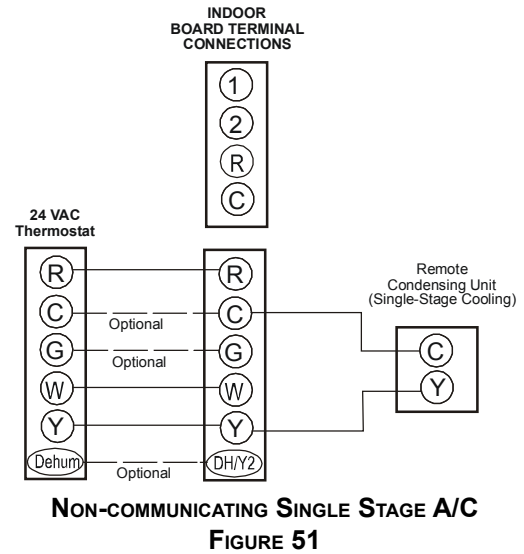 INDOOR
BOARD TERMINAL
CONNECTIONS
1
2
R
C
24 VAC
Thermostat
R
C
G
W
Y
Dehum
Optional
Optional
Optional
R
C
G
W
Y
DH/Y2
Remote
Condensing Unit
(Single-Stage Cooling)
C
Y
NON-COMMUNICATING SINGLE STAGE A/C
FIGURE 51